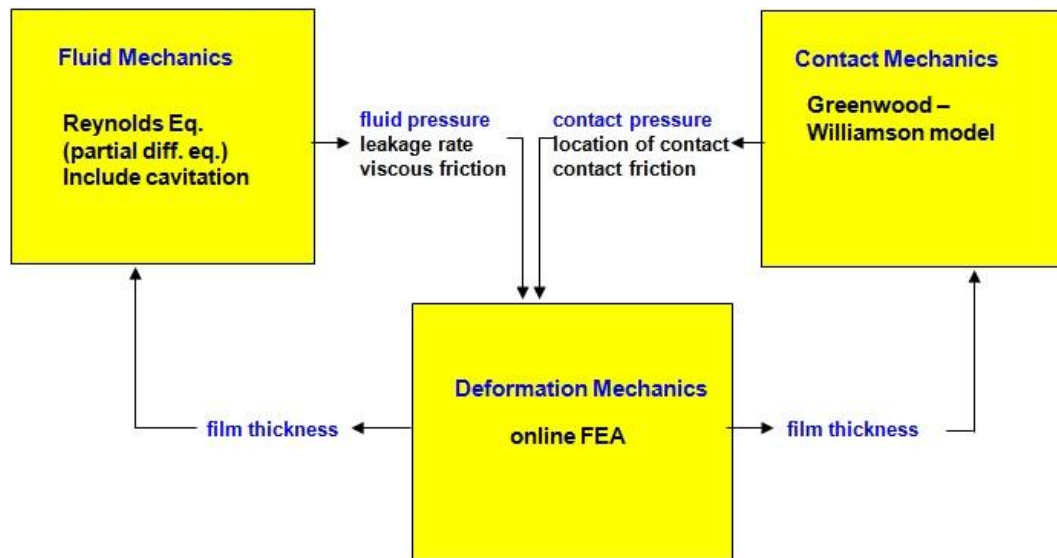 Fluid Mechanics
Reynolds Eq.
(partial diff. eq.)
Include cavitation
fluid pressure
leakage rate
viscous friction
contact pressure
location of contact
contact friction
Contact Mechanics
Greenwood –
Williamson model
Deformation Mechanics
online FEA
film thickness
film thickness